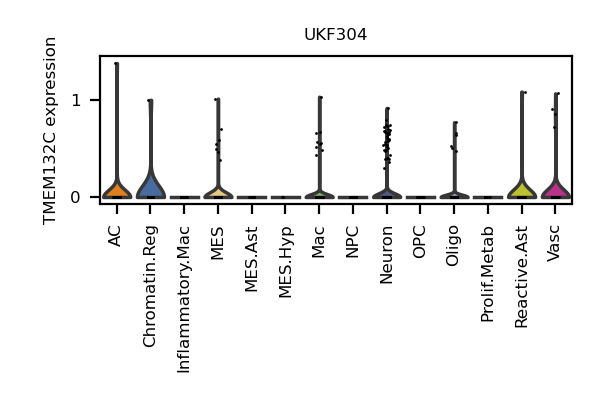 UKF304
TMEM132C expression
1
0
AC
Chromatin.Reg
Inflammatory.Mac
MES
MES.Ast
MES.Hyp
Mac
NPC
Neuron
OPC
Oligo
Prolif.Metab
Reactive.Ast
Vasc